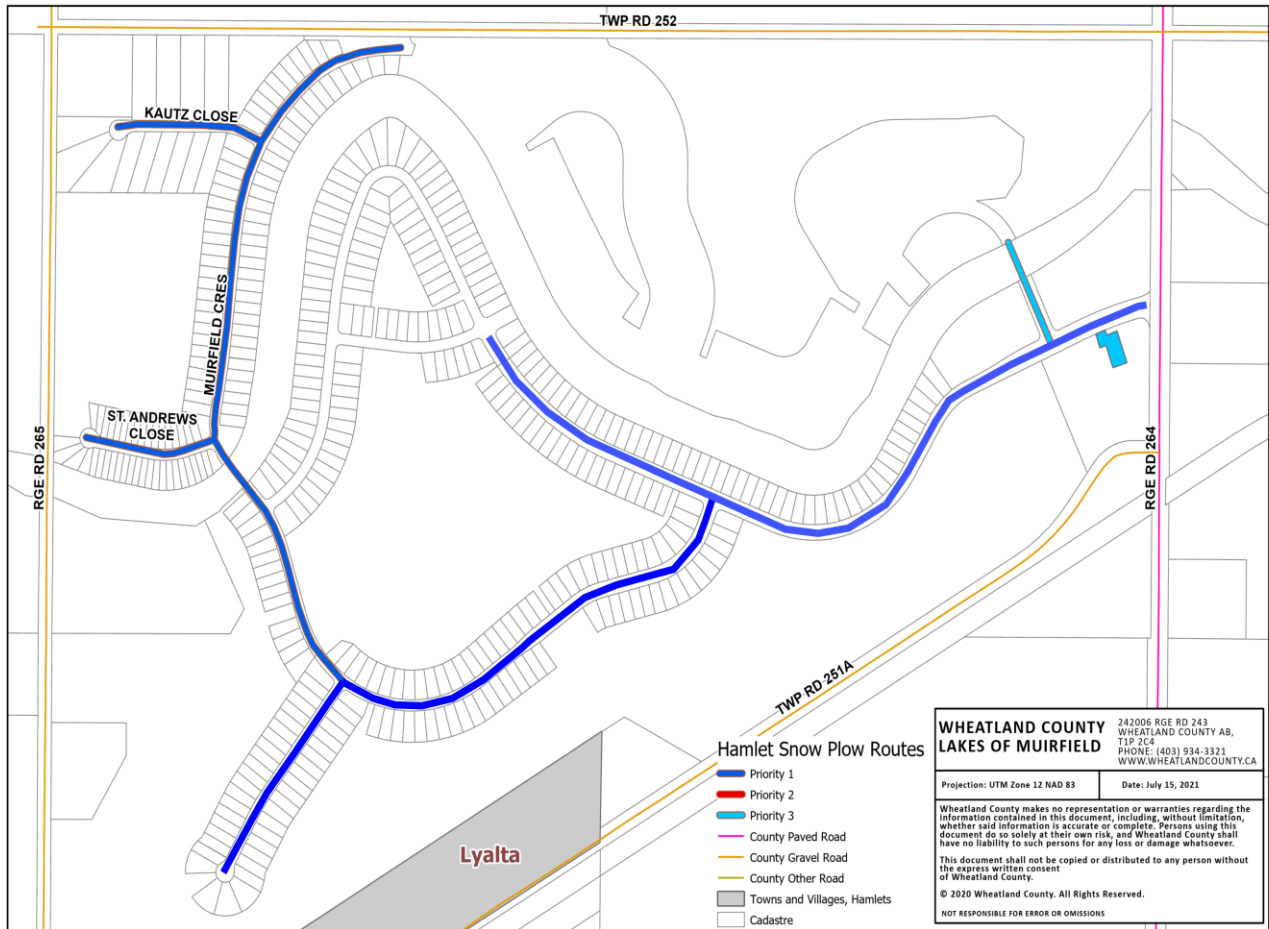 TWP RD 252
KAUTZ CLOSE
MUIRFIELD CRES
ST. ANDREWS
CLOSE
RGE RD 265
RGE RD 264
TWP RD 251A
Lyalta
Hamlet Snow Plow Routes
Priority 1
Priority 2
Priority 3
County Paved Road
County Gravel Road
County Other Road
Towns and Villages, Hamlets
Cadastre
WHEATLAND COUNTY
LAKES OF MUIRFIELD
242006 RGE RD 243
WHEATLAND COUNTY AB,
T1P 2C4
PHONE: (403) 934-3321
WWW.WHEATLANDCOUNTY.CA
Projection: UTM Zone 12 NAD 83
Date: July 15, 2021
Wheatland County makes no representation or warranties regarding the
information contained in this document, including, without limitation,
whether said information is accurate or complete. Persons using this
document do so solely at their own risk, and Wheatland County shall
have no liability to such persons for any loss or damage whatsoever.
This document shall not be copied or distributed to any person without
the express written consent
of Wheatland County.
© 2020 Wheatland County. All Rights Reserved.
NOT RESPONSIBLE FOR ERROR OR OMISSIONS